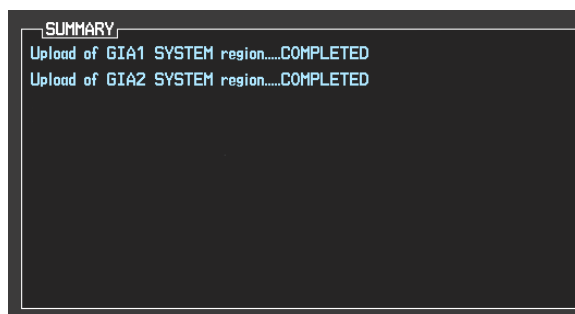 SUMMARY
Upload of GIA1 SYSTEM region.....COMPLETED
Upload of GIA2 SYSTEM region.....COMPLETED